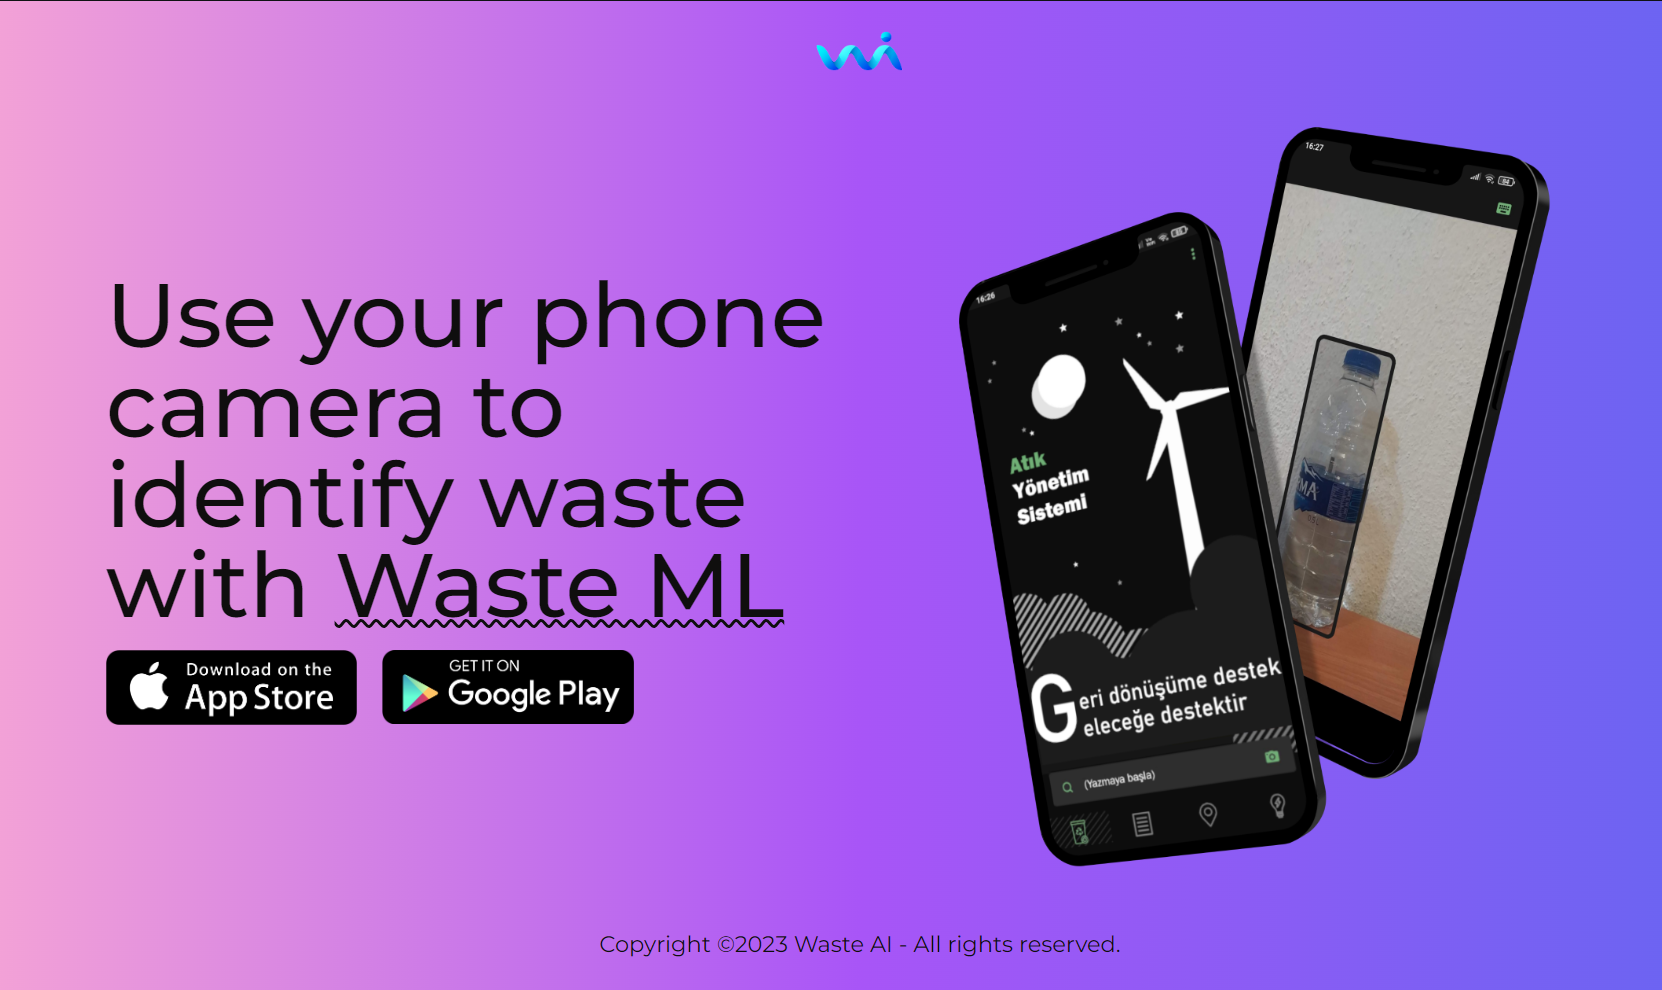 Use your phone
camera to
identify waste
with Waste ML
Download on the
App Store
GET IT ON
Google Play
16:26
Atık
Yönetim
Sistemi
Geri dönüşüme destek
eleceğe destektir
(Yazmaya başla)
16:27
Copyright ©2023 Waste AI - All rights reserved.